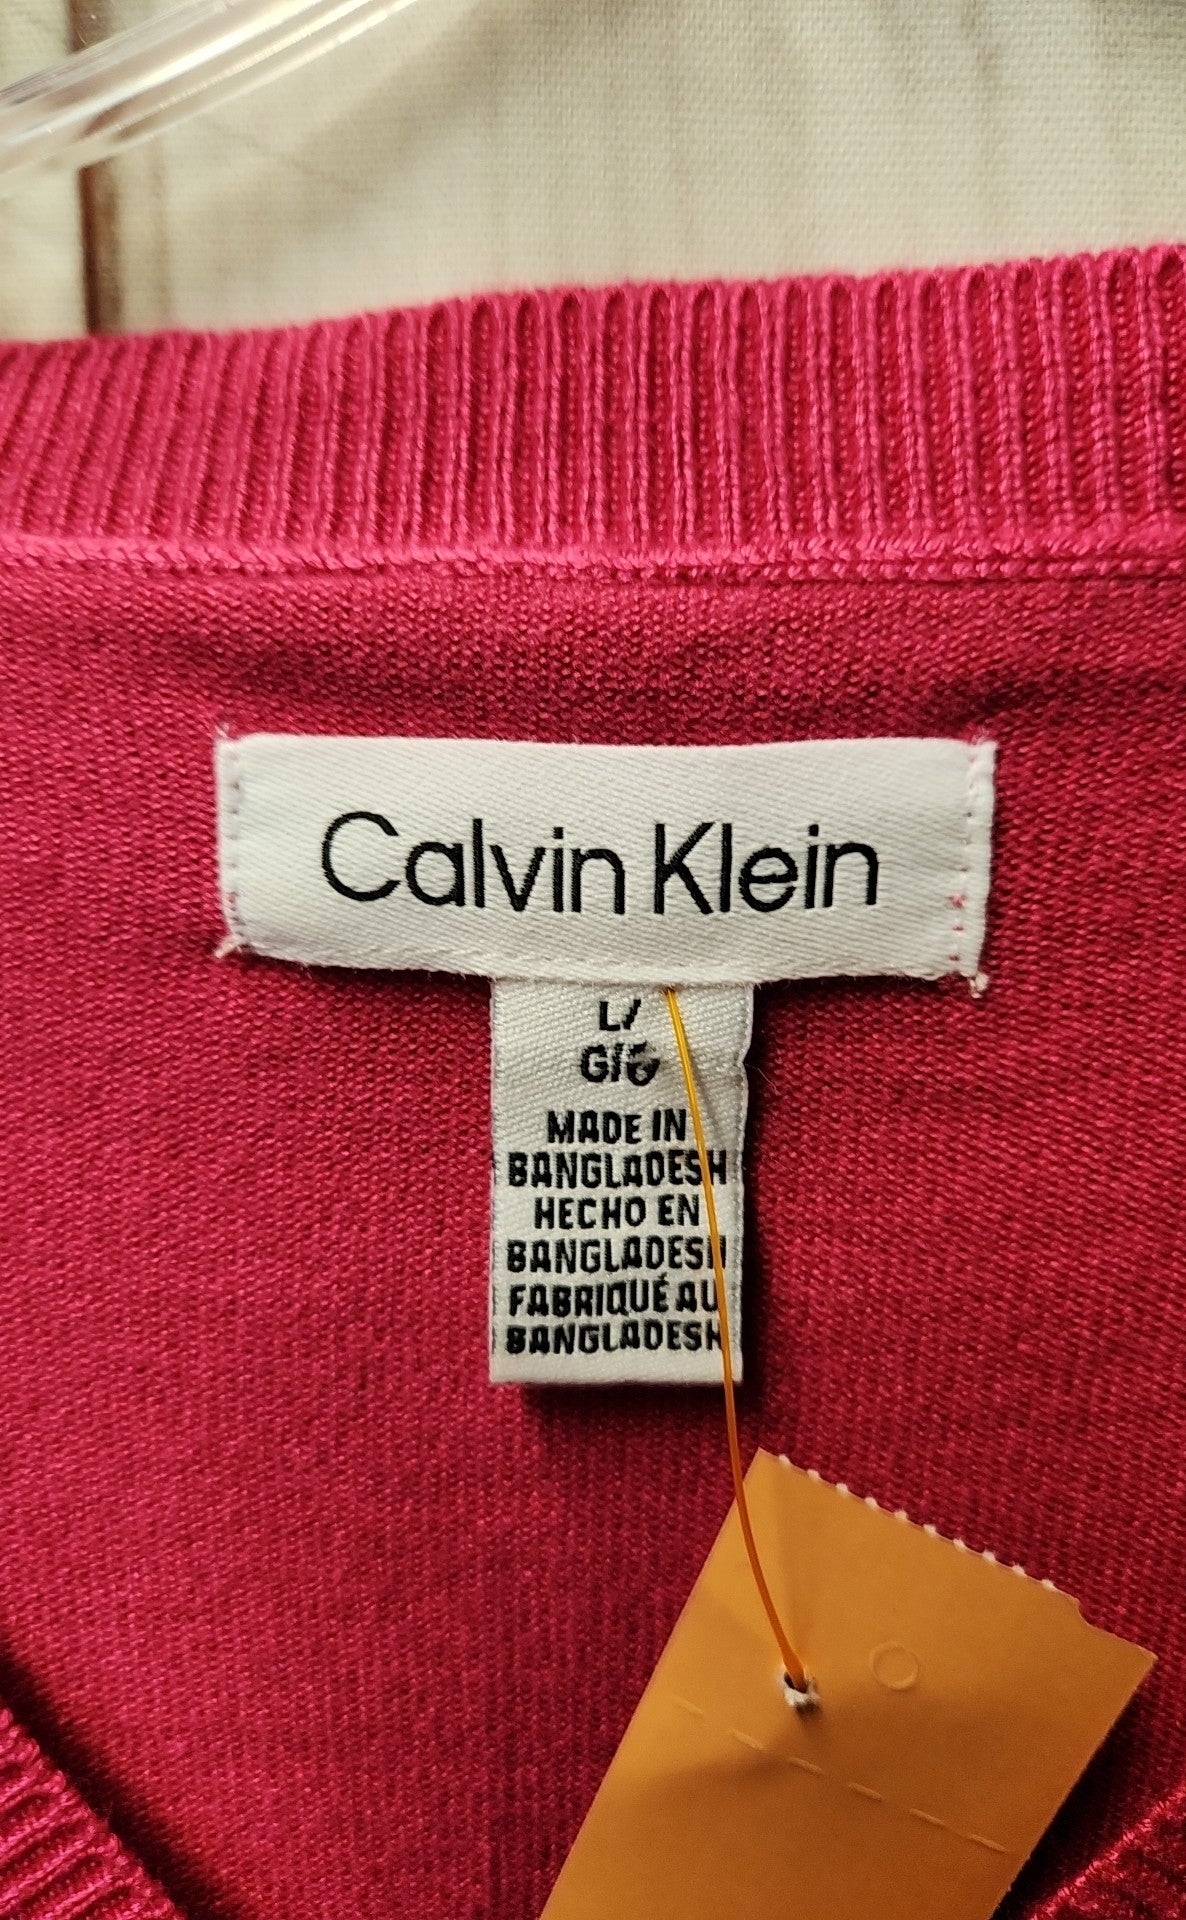 Calvin Klein
L/
G/G
MADE IN
BANGLADESH
HECHO EN
BANGLADESH
FABRIQUÉ AU
BANGLADESH